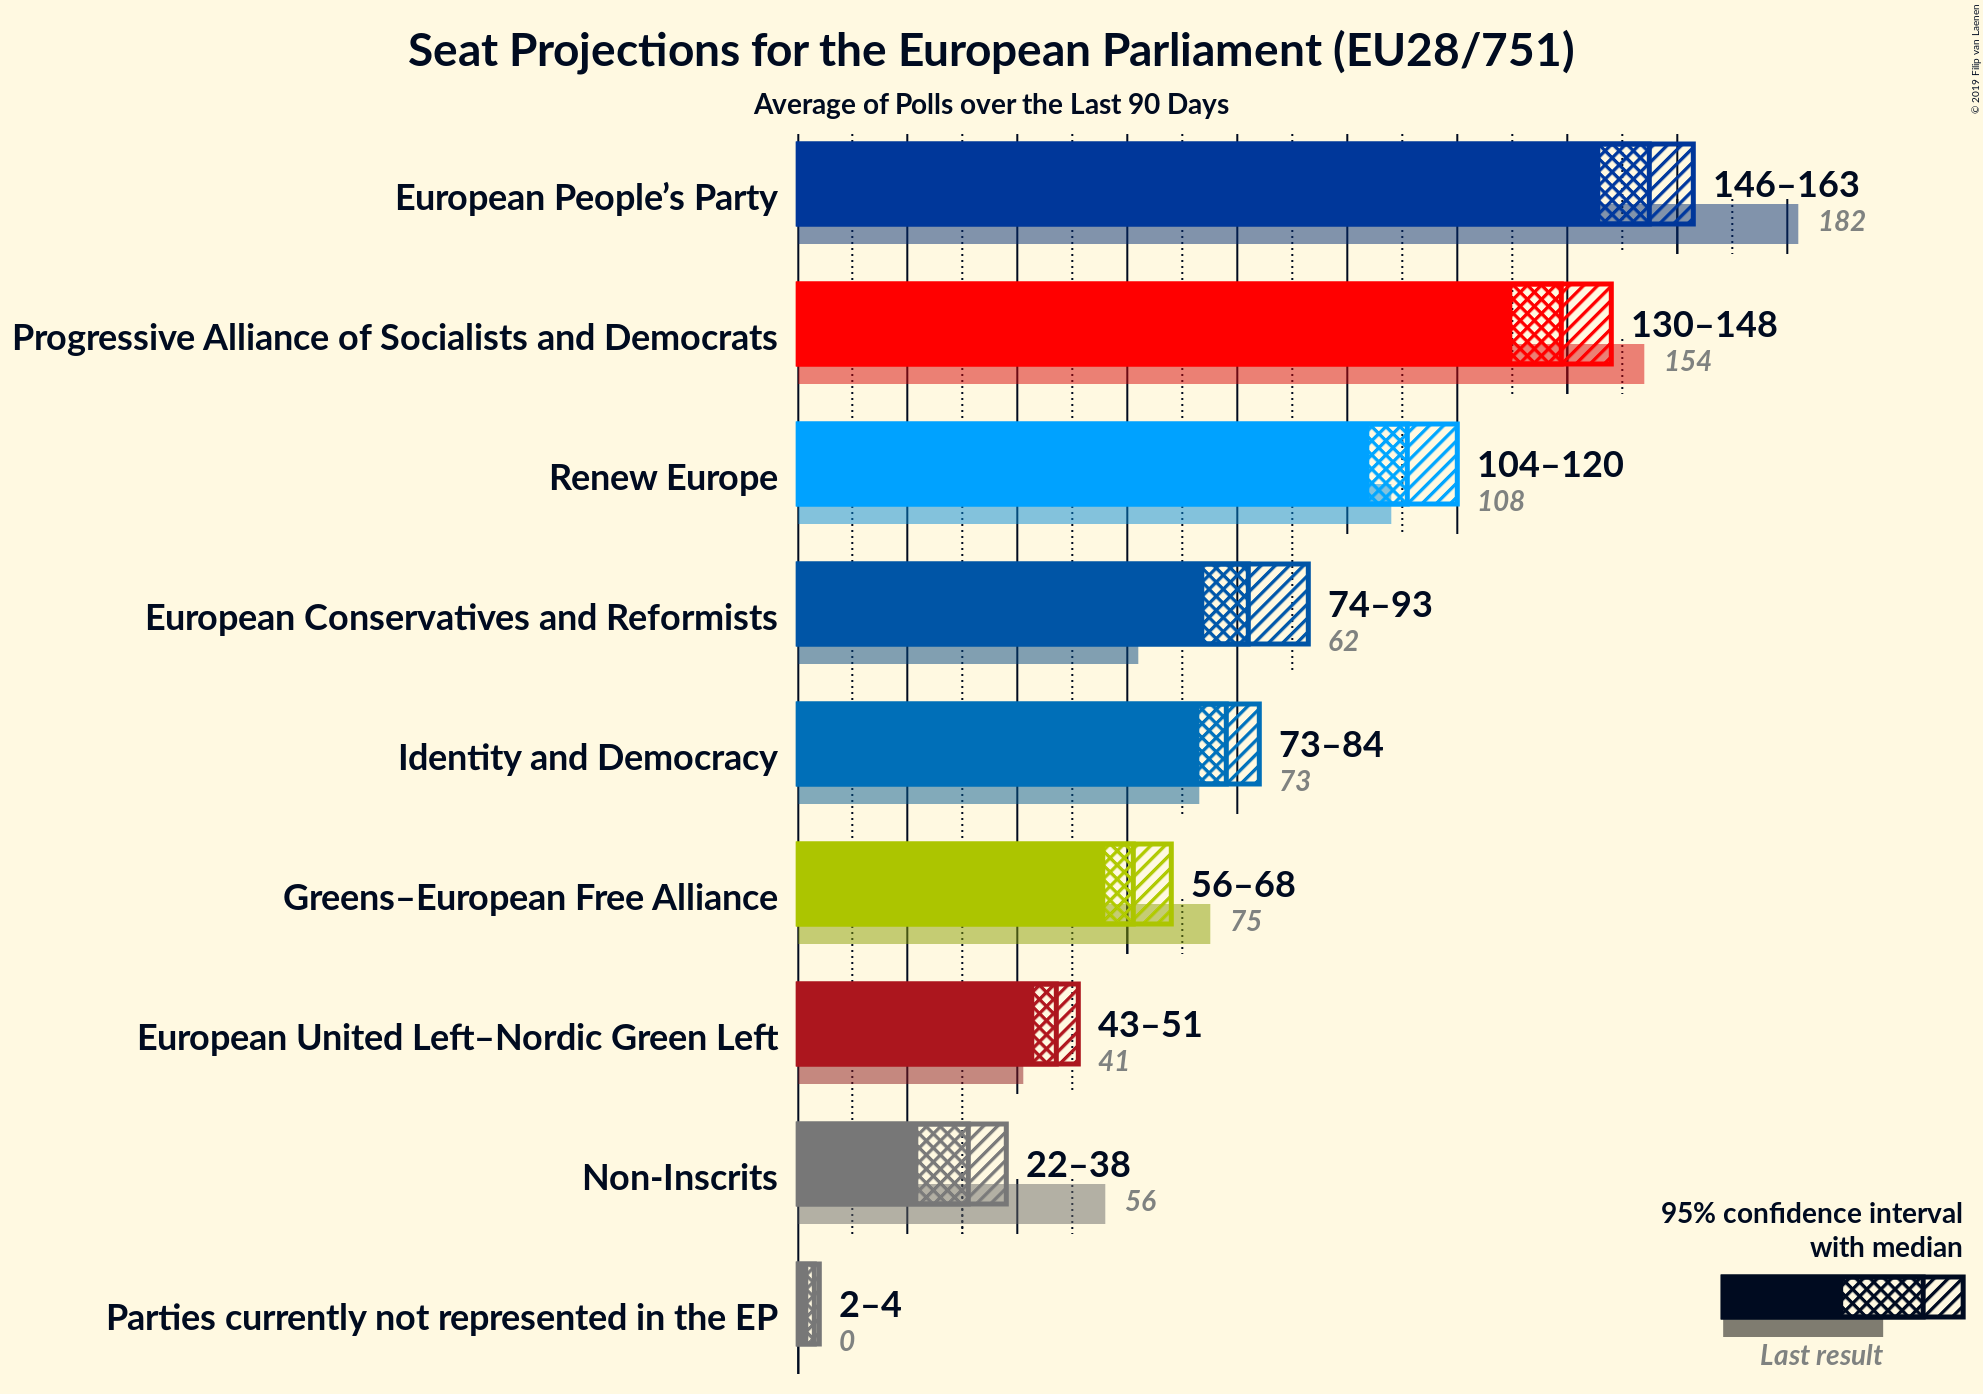 Seat Projections for the European Parliament (EU28/751)
Average of Polls over the Last 90 Days
© 2019 Filip van Laenen
European People’s Party
146–163
182
Progressive Alliance of Socialists and Democrats
130–148
154
Renew Europe
104–120
108
European Conservatives and Reformists
74–93
62
Identity and Democracy
73–84
73
Greens–European Free Alliance
56–68
75
European United Left–Nordic Green Left
43–51
41
Non-Inscrits
22–38
56
Parties currently not represented in the EP
2–4
0
95% confidence interval
with median
Last result